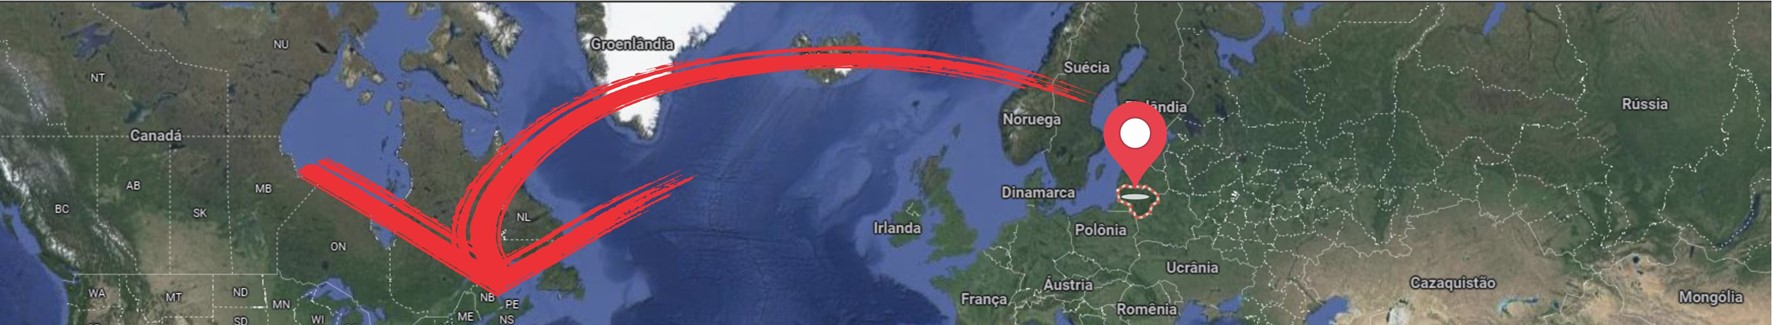 NU
Groenlândia
NT
Suécia
Canadá
Noruega
Rússia
AB
MB
SK
BC
Dinamarca
NL
Irlanda
Polônia
ON
Ucrânia
Áustria
Cazaquistão
WA
MT
ND
MN
NB
PE
França
Romênia
Mongólia
SD
WI
ME
NS